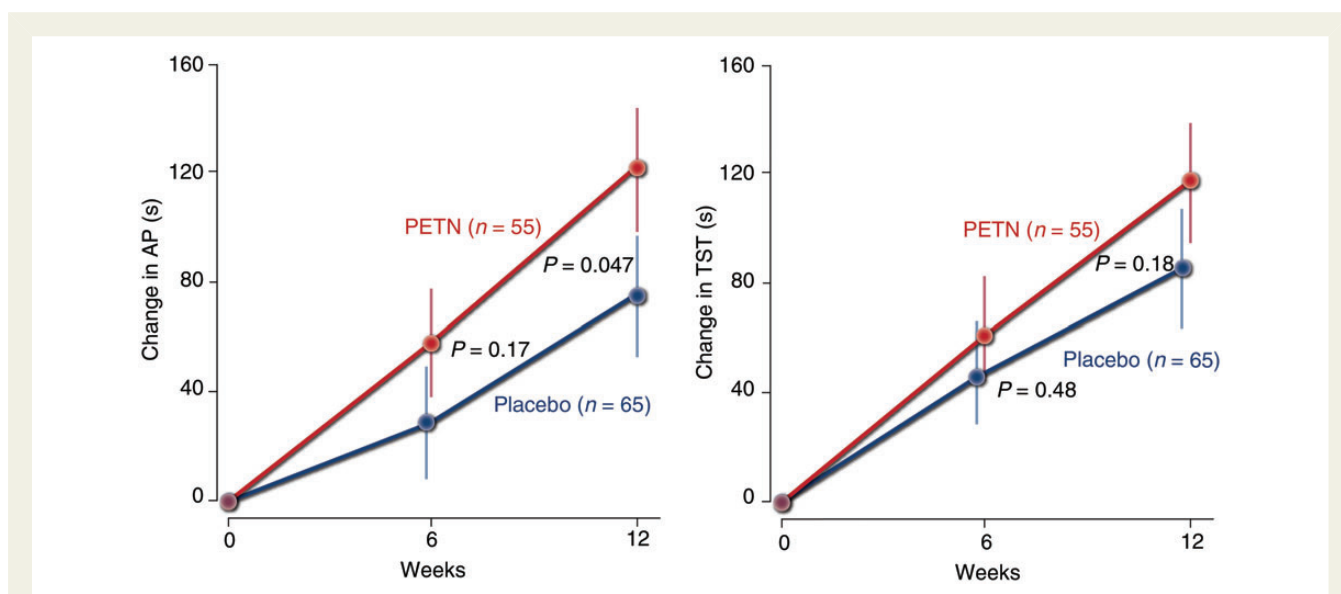 160
120
80
40
0
Change in AP (s)
PETN (n = 55)
P = 0.047
P = 0.17
Placebo (n = 65)
0
6
12
Weeks
160
120
80
40
0
Change in TST (s)
PETN (n = 55)
P = 0.18
Placebo (n = 65)
P = 0.48
0
6
12
Weeks